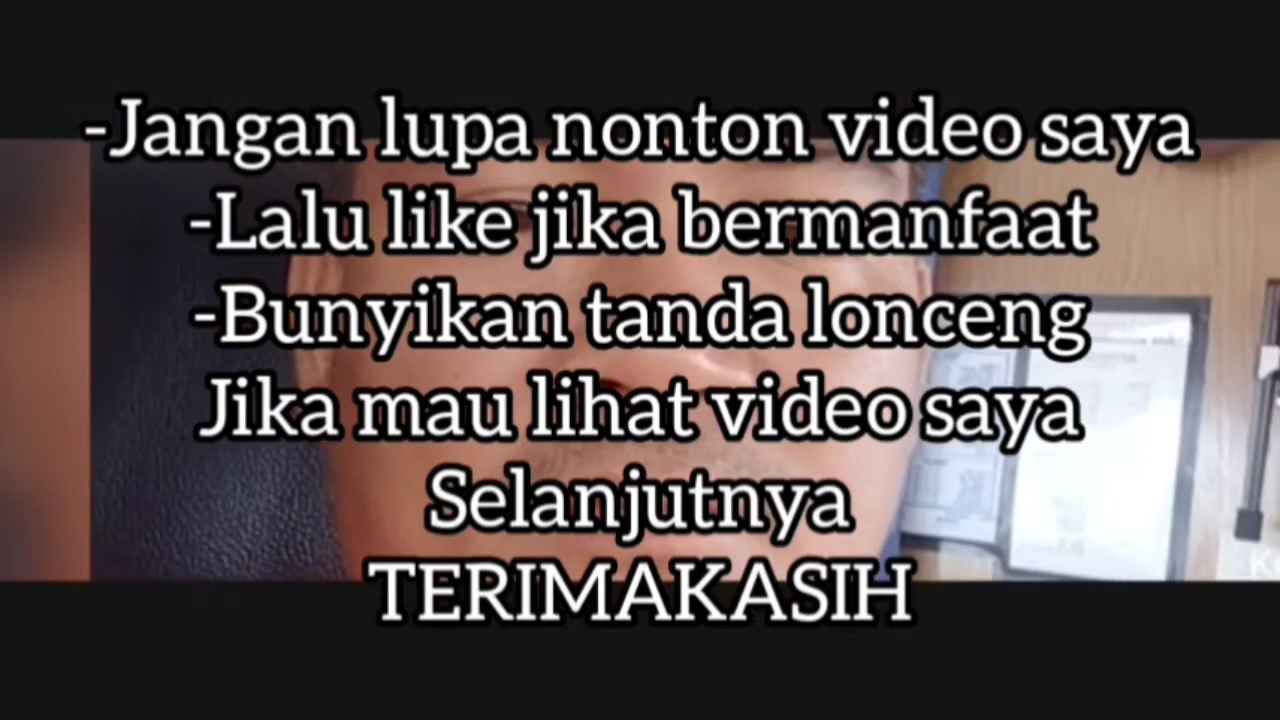 -Jangan lupa nonton video saya
-Lalu like jika bermanfaat
-Bunyikan tanda lonceng
Jika mau lihat video saya
Selanjutnya
TERIMAKASIH